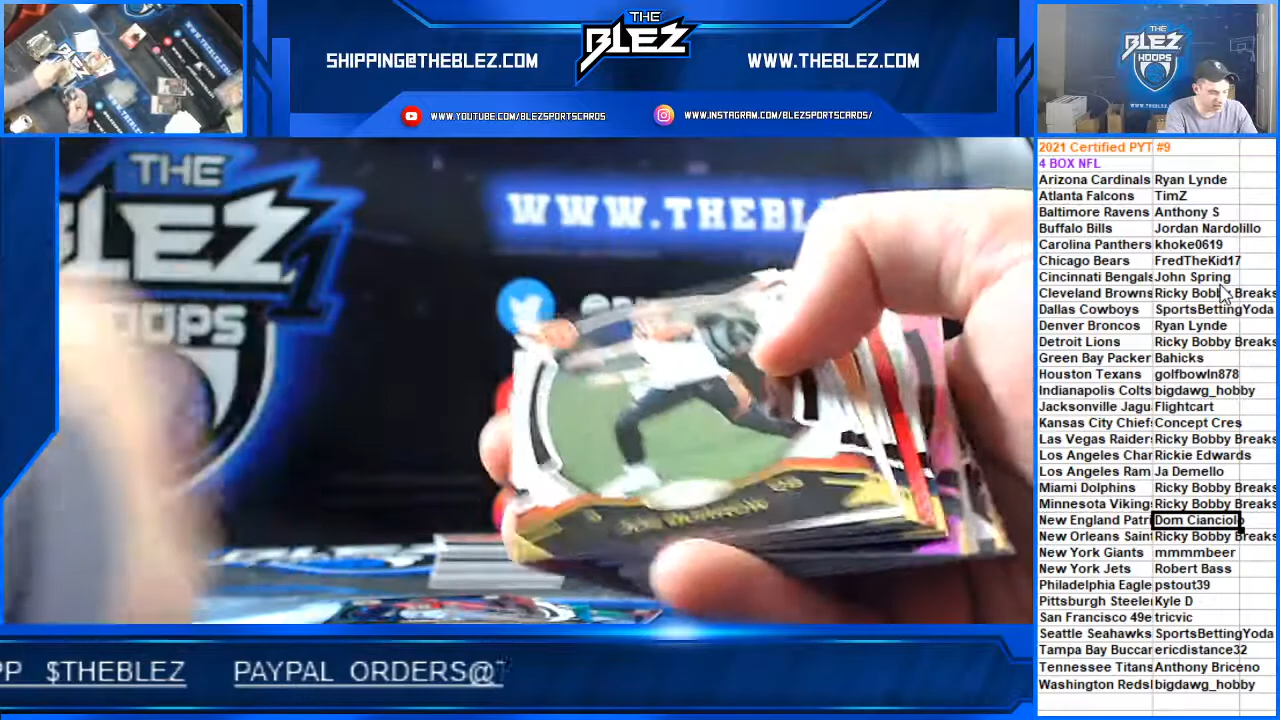 THE
BLEZ
SHIPPING@THEBLEZ.COM
WWW.THEBLEZ.COM
WWW.YOUTUBE.COM/BLEZSPORTSCARDS
WWW.INSTAGRAM.COM/BLEZSPORTSCARDS/
THE
BLEZ
HOOPS
THE
BLEZ
HOOPS
WWW.THEBL
2021 Certified PYT #9
4 BOX NFL
Arizona Cardinals Ryan Lynde
Atlanta Falcons TimZ
Baltimore Ravens Anthony S
Buffalo Bills Jordan Nardolillo
Carolina Panthers khoke0619
Chicago Bears FredTheKid17
Cincinnati Bengals John Spring
Cleveland Browns Ricky Bobby Breaks
Dallas Cowboys SportsBettingYoda
Denver Broncos Ryan Lynde
Detroit Lions Ricky Bobby Breaks
Green Bay Packer Bahicks
Houston Texans golfbowln878
Indianapolis Colts bigdawg_hobby
Jacksonville Jagu Flightcart
Kansas City Chief Concept Cres
Las Vegas Raider Ricky Bobby Breaks
Los Angeles Char Rickie Edwards
Los Angeles Ram Ja Demello
Miami Dolphins Ricky Bobby Breaks
Minnesota Viking Ricky Bobby Breaks
New England Patri Dom Cianciolo
New Orleans Saint Ricky Bobby Breaks
New York Giants mmmmbeer
New York Jets Robert Bass
Philadelphia Eagle pstout39
Pittsburgh Steeler Kyle D
San Francisco 49e tricvic
Seattle Seahawks SportsBettingYoda
Tampa Bay Buccar ericdistance32
Tennessee Titans Anthony Briceno
Washington Reds bigdawg_hobby
PP $THEBLEZ PAYPAL ORDERS@